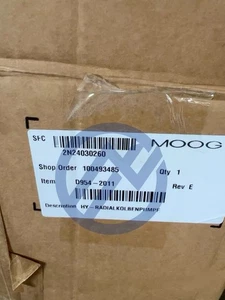 SFC
MOOG
2N24030260
Shop Order 100493485
Qty 1
Item D954-2011
Rev E
Description HY-RADIALKOLBENPUMPE